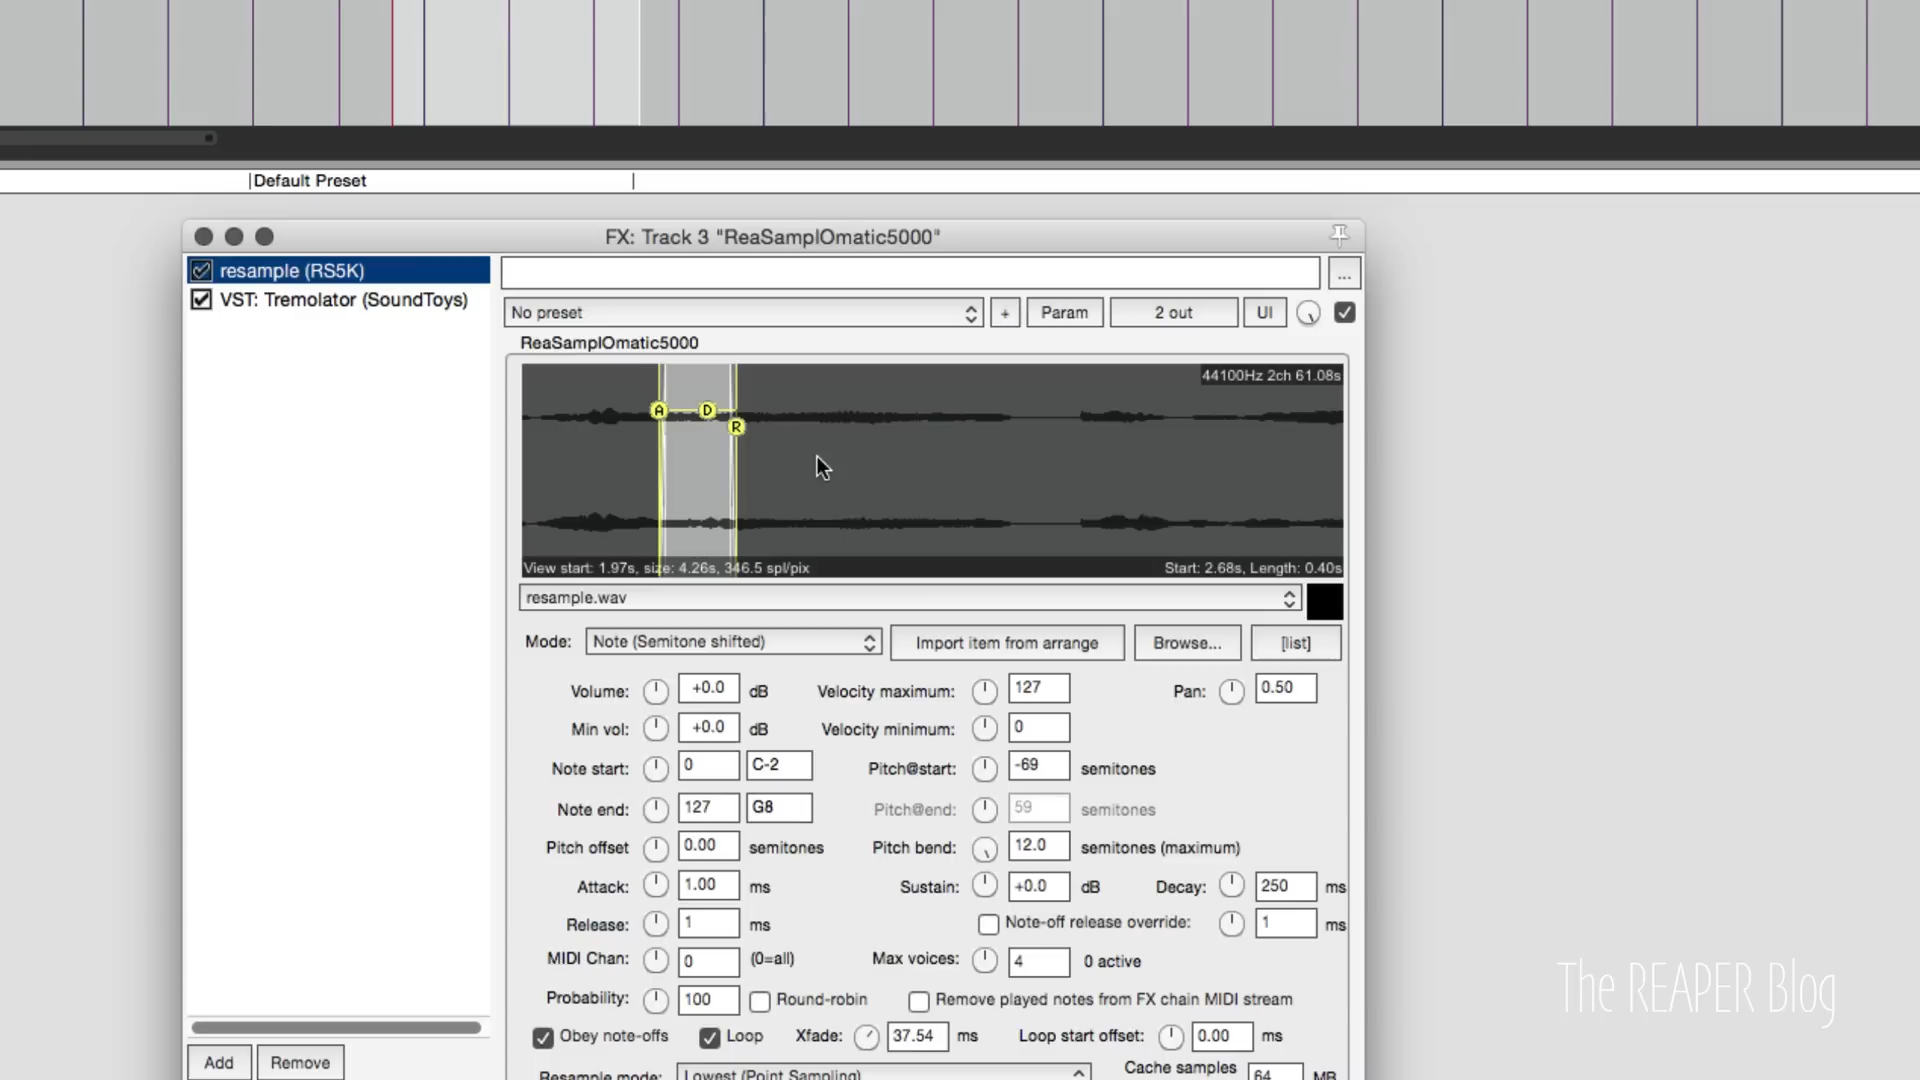 Default Preset
FX: Track 3 "ReaSamplOmatic5000"
resample (RS5K)
VST: Tremolator (SoundToys)
...
No preset
+
Param
2 out
UI
ReaSamplOmatic5000
44100Hz 2ch 61.08s
A
D
R
View start: 1.97s, size: 4.26s, 346.5 spl/pix
Start: 2.68s, Length: 0.40s
resample.wav
Mode: Note (Semitone shifted) Import item from arrange Browse... [list]
Volume: +0.0 dB Velocity maximum: 127 Pan: 0.50
Min vol: +0.0 dB Velocity minimum: 0
Note start: 0 C-2 Pitch@start: -69 semitones
Note end: 127 G8 Pitch@end: 59 semitones
Pitch offset 0.00 semitones Pitch bend: 12.0 semitones (maximum)
Attack: 1.00 ms Sustain: +0.0 dB Decay: 250 ms
Release: 1 ms Note-off release override: 1 ms
MIDI Chan: 0 (0=all) Max voices: 4 0 active
Probability: 100 Round-robin Remove played notes from FX chain MIDI stream
Obey note-offs Loop Xfade: 37.54 ms Loop start offset: 0.00 ms
Resample mode: Lowest (Point Sampling) Cache samples 64 MB
Add Remove
The REAPER Blog